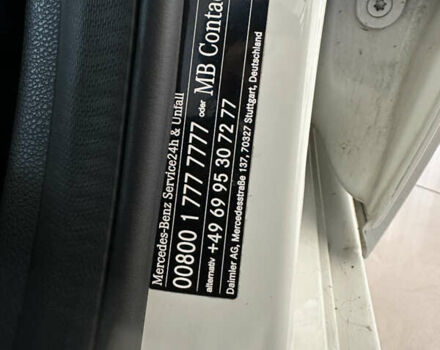 Mercedes-Benz Service24h & Unfall
00800 1 777 7777 oder MB Conta
alternativ +49 69 95 30 72 77
Daimler AG, Mercedesstraße 137, 70327 Stuttgart, Deutschland